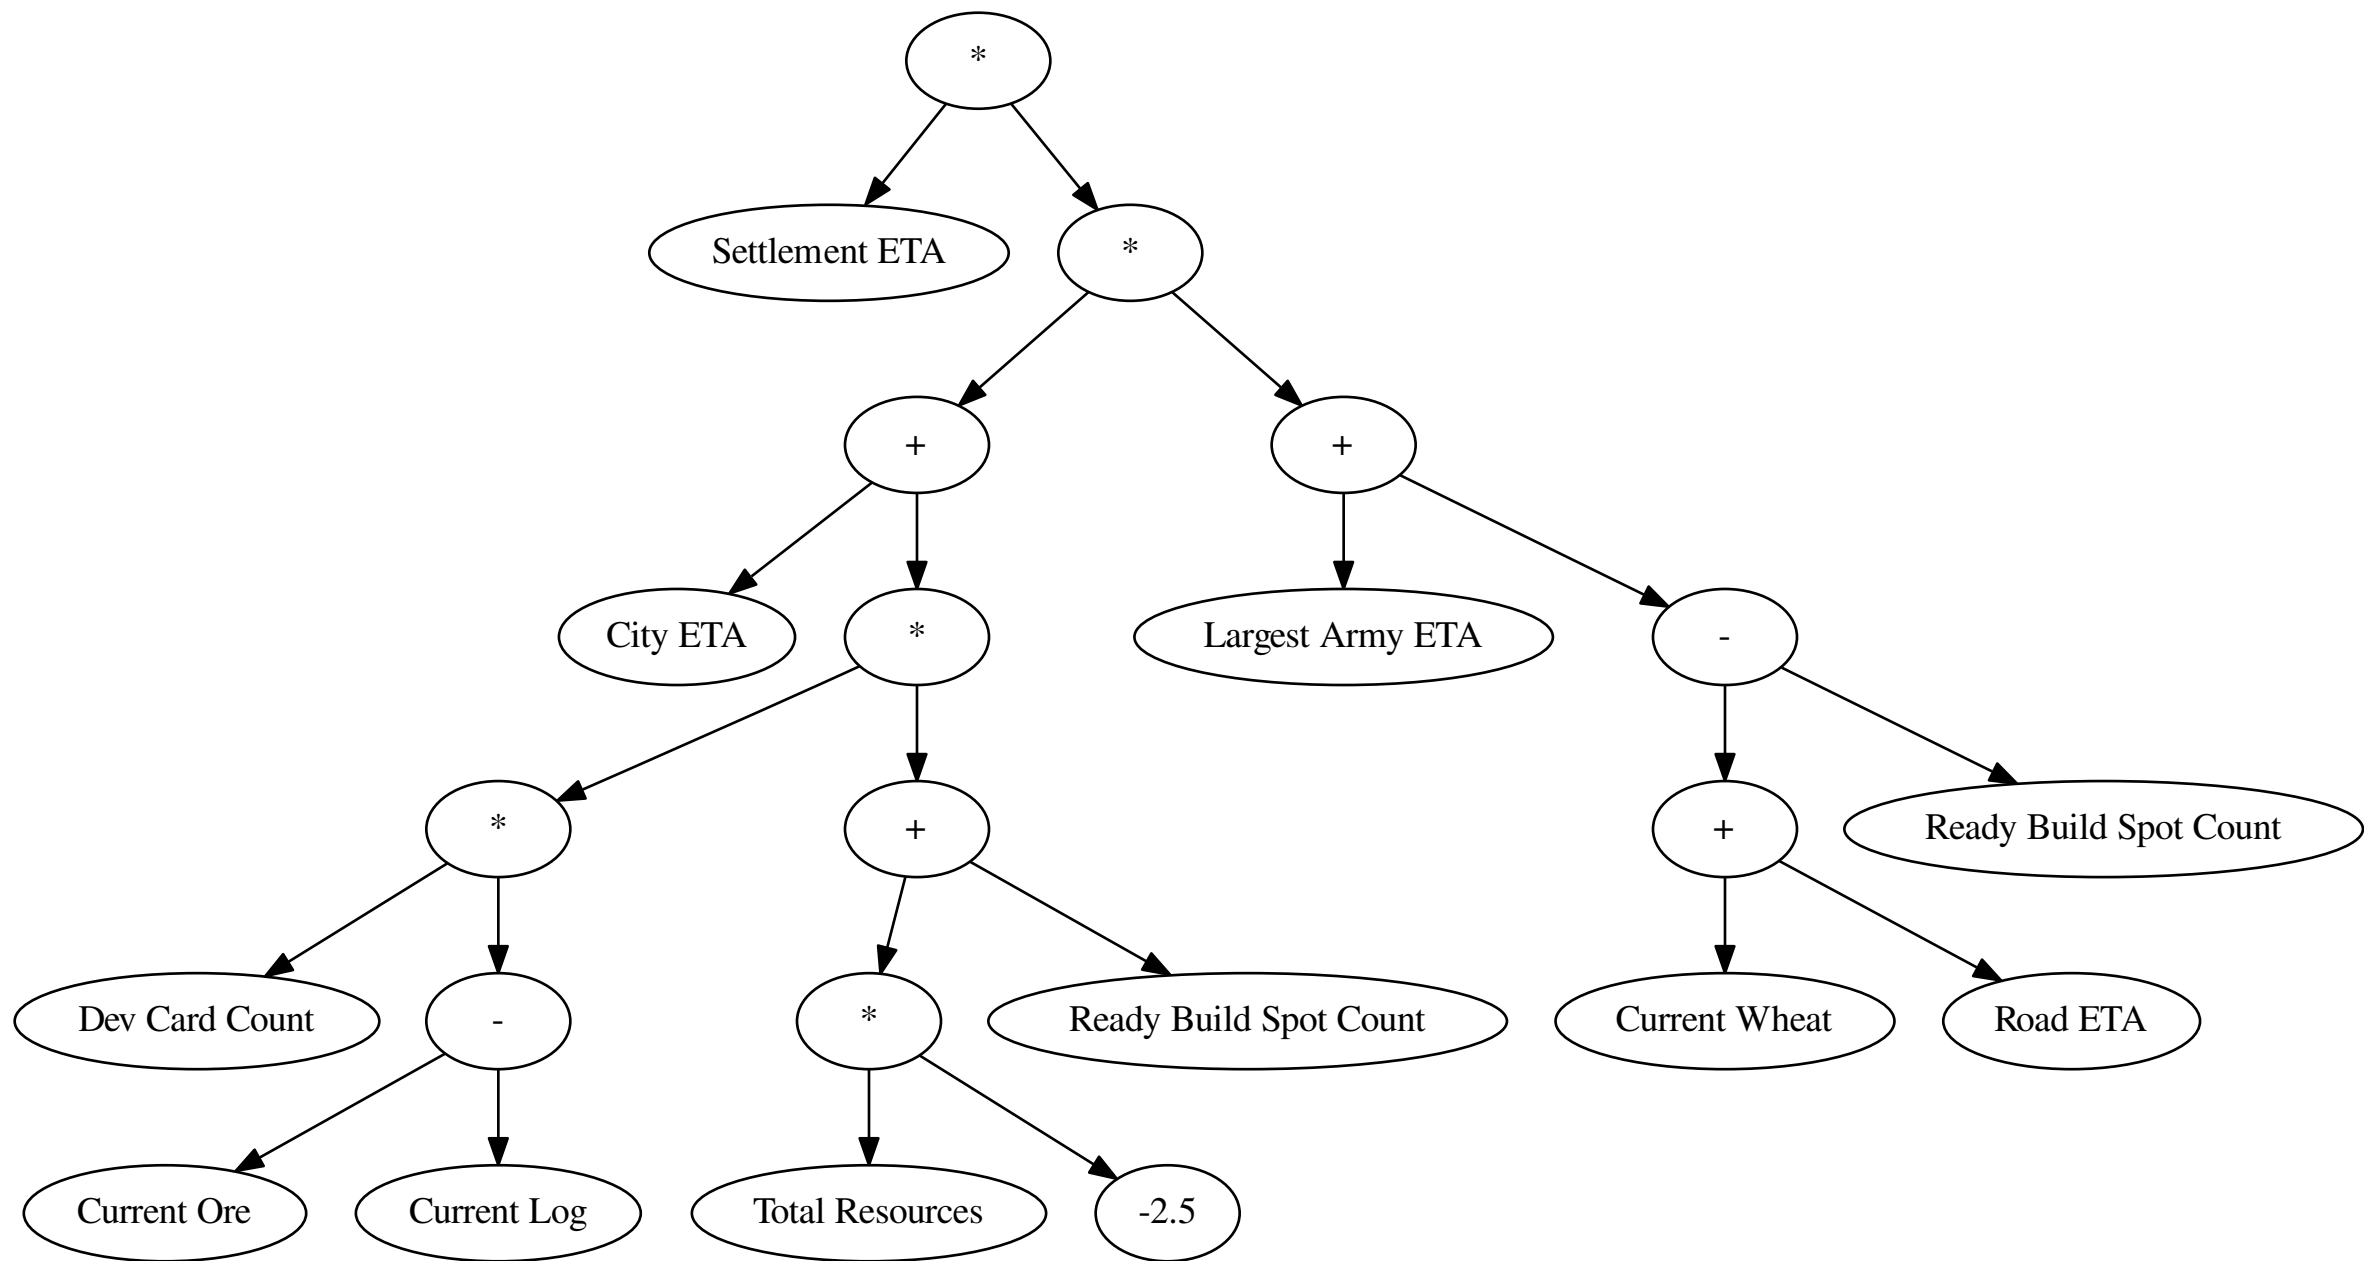 *
Settlement ETA
*
+
+
City ETA
*
Largest Army ETA
-
*
+
+
Ready Build Spot Count
Dev Card Count
-
*
Ready Build Spot Count
Current Wheat
Road ETA
Current Ore
Current Log
Total Resources
-2.5